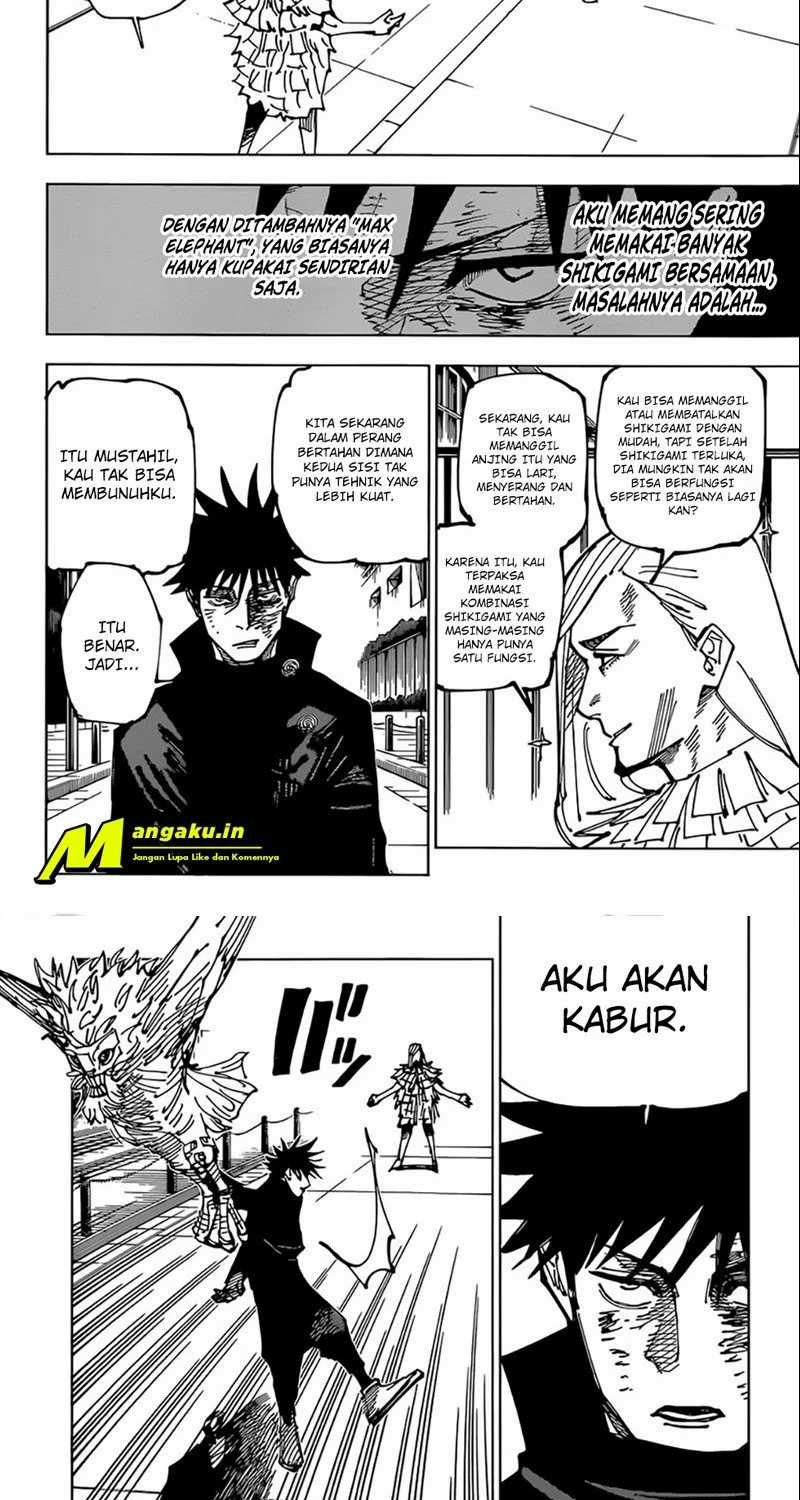 AKU MEMANG SERING
MEMAKAI BANYAK
SHIKIGAMI BERSAMAAN,
MASALAHNYA ADALAH...
DENGAN DITAMBAHNYA "MAX
ELEPHANT", YANG BIASANYA
HANYA KUPAKAI SENDIRIAN
SAJA.
KAU BISA MEMANGGIL
ATAU MEMBATALKAN
SHIKIGAMI DENGAN
MUDAH, TAPI SETELAH
SHIKIGAMI TERLUKA,
DIA MUNGKIN TAK AKAN
BISA BERFUNGSI
SEPERTI BIASANYA LAGI
KAN?
SEKARANG, KAU
TAK BISA
MEMANGGIL
ANJING ITU YANG
BISA LARI,
MENYERANG DAN
BERTAHAN.
KARENA ITU, KAU
TERPAKSA
MEMAKAI
KOMBINASI
SHIKIGAMI YANG
MASING-MASING
HANYA PUNYA
SATU FUNGSI.
KITA SEKARANG
DALAM PERANG
BERTAHAN DIMANA
KEDUA SISI TAK
PUNYA TEHNIK YANG
LEBIH KUAT.
ITU MUSTAHIL,
KAU TAK BISA
MEMBUNUHKU.
ITU
BENAR.
JADI...
Mangaku.in
Jangan Lupa Like dan Komennya
AKU AKAN
KABUR.